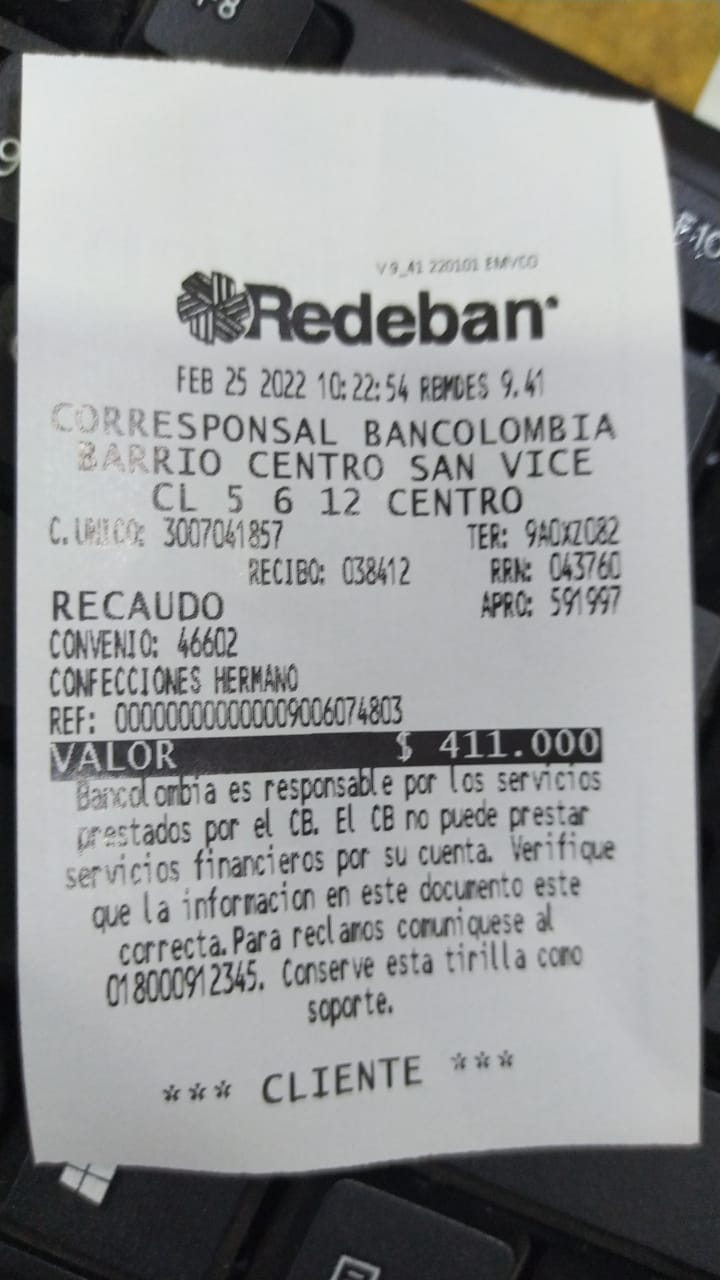 F8
9
F10
V 9_41 220101 EMVCO
Redeban
FEB 25 2022 10:22:54 RBMDES 9.41
CORRESPONSAL BANCOLOMBIA
BARRIO CENTRO SAN VICE
CL 5 6 12 CENTRO
C. UNICO: 3007041857 TER: 9A0XZ082
RECIBO: 038412 RRN: 043760
RECAUDO APRO: 591997
CONVENIO: 46602
CONFECCIONES HERMANO
REF: 000000000000009006074803
VALOR $ 411.000
Bancolombia es responsable por los servicios
prestados por el CB. El CB no puede prestar
servicios financieros por su cuenta. Verifique
que la informacion en este documento este
correcta. Para reclamos comuniquese al
018000912345. Conserve esta tirilla como
soporte.
*** CLIENTE ***